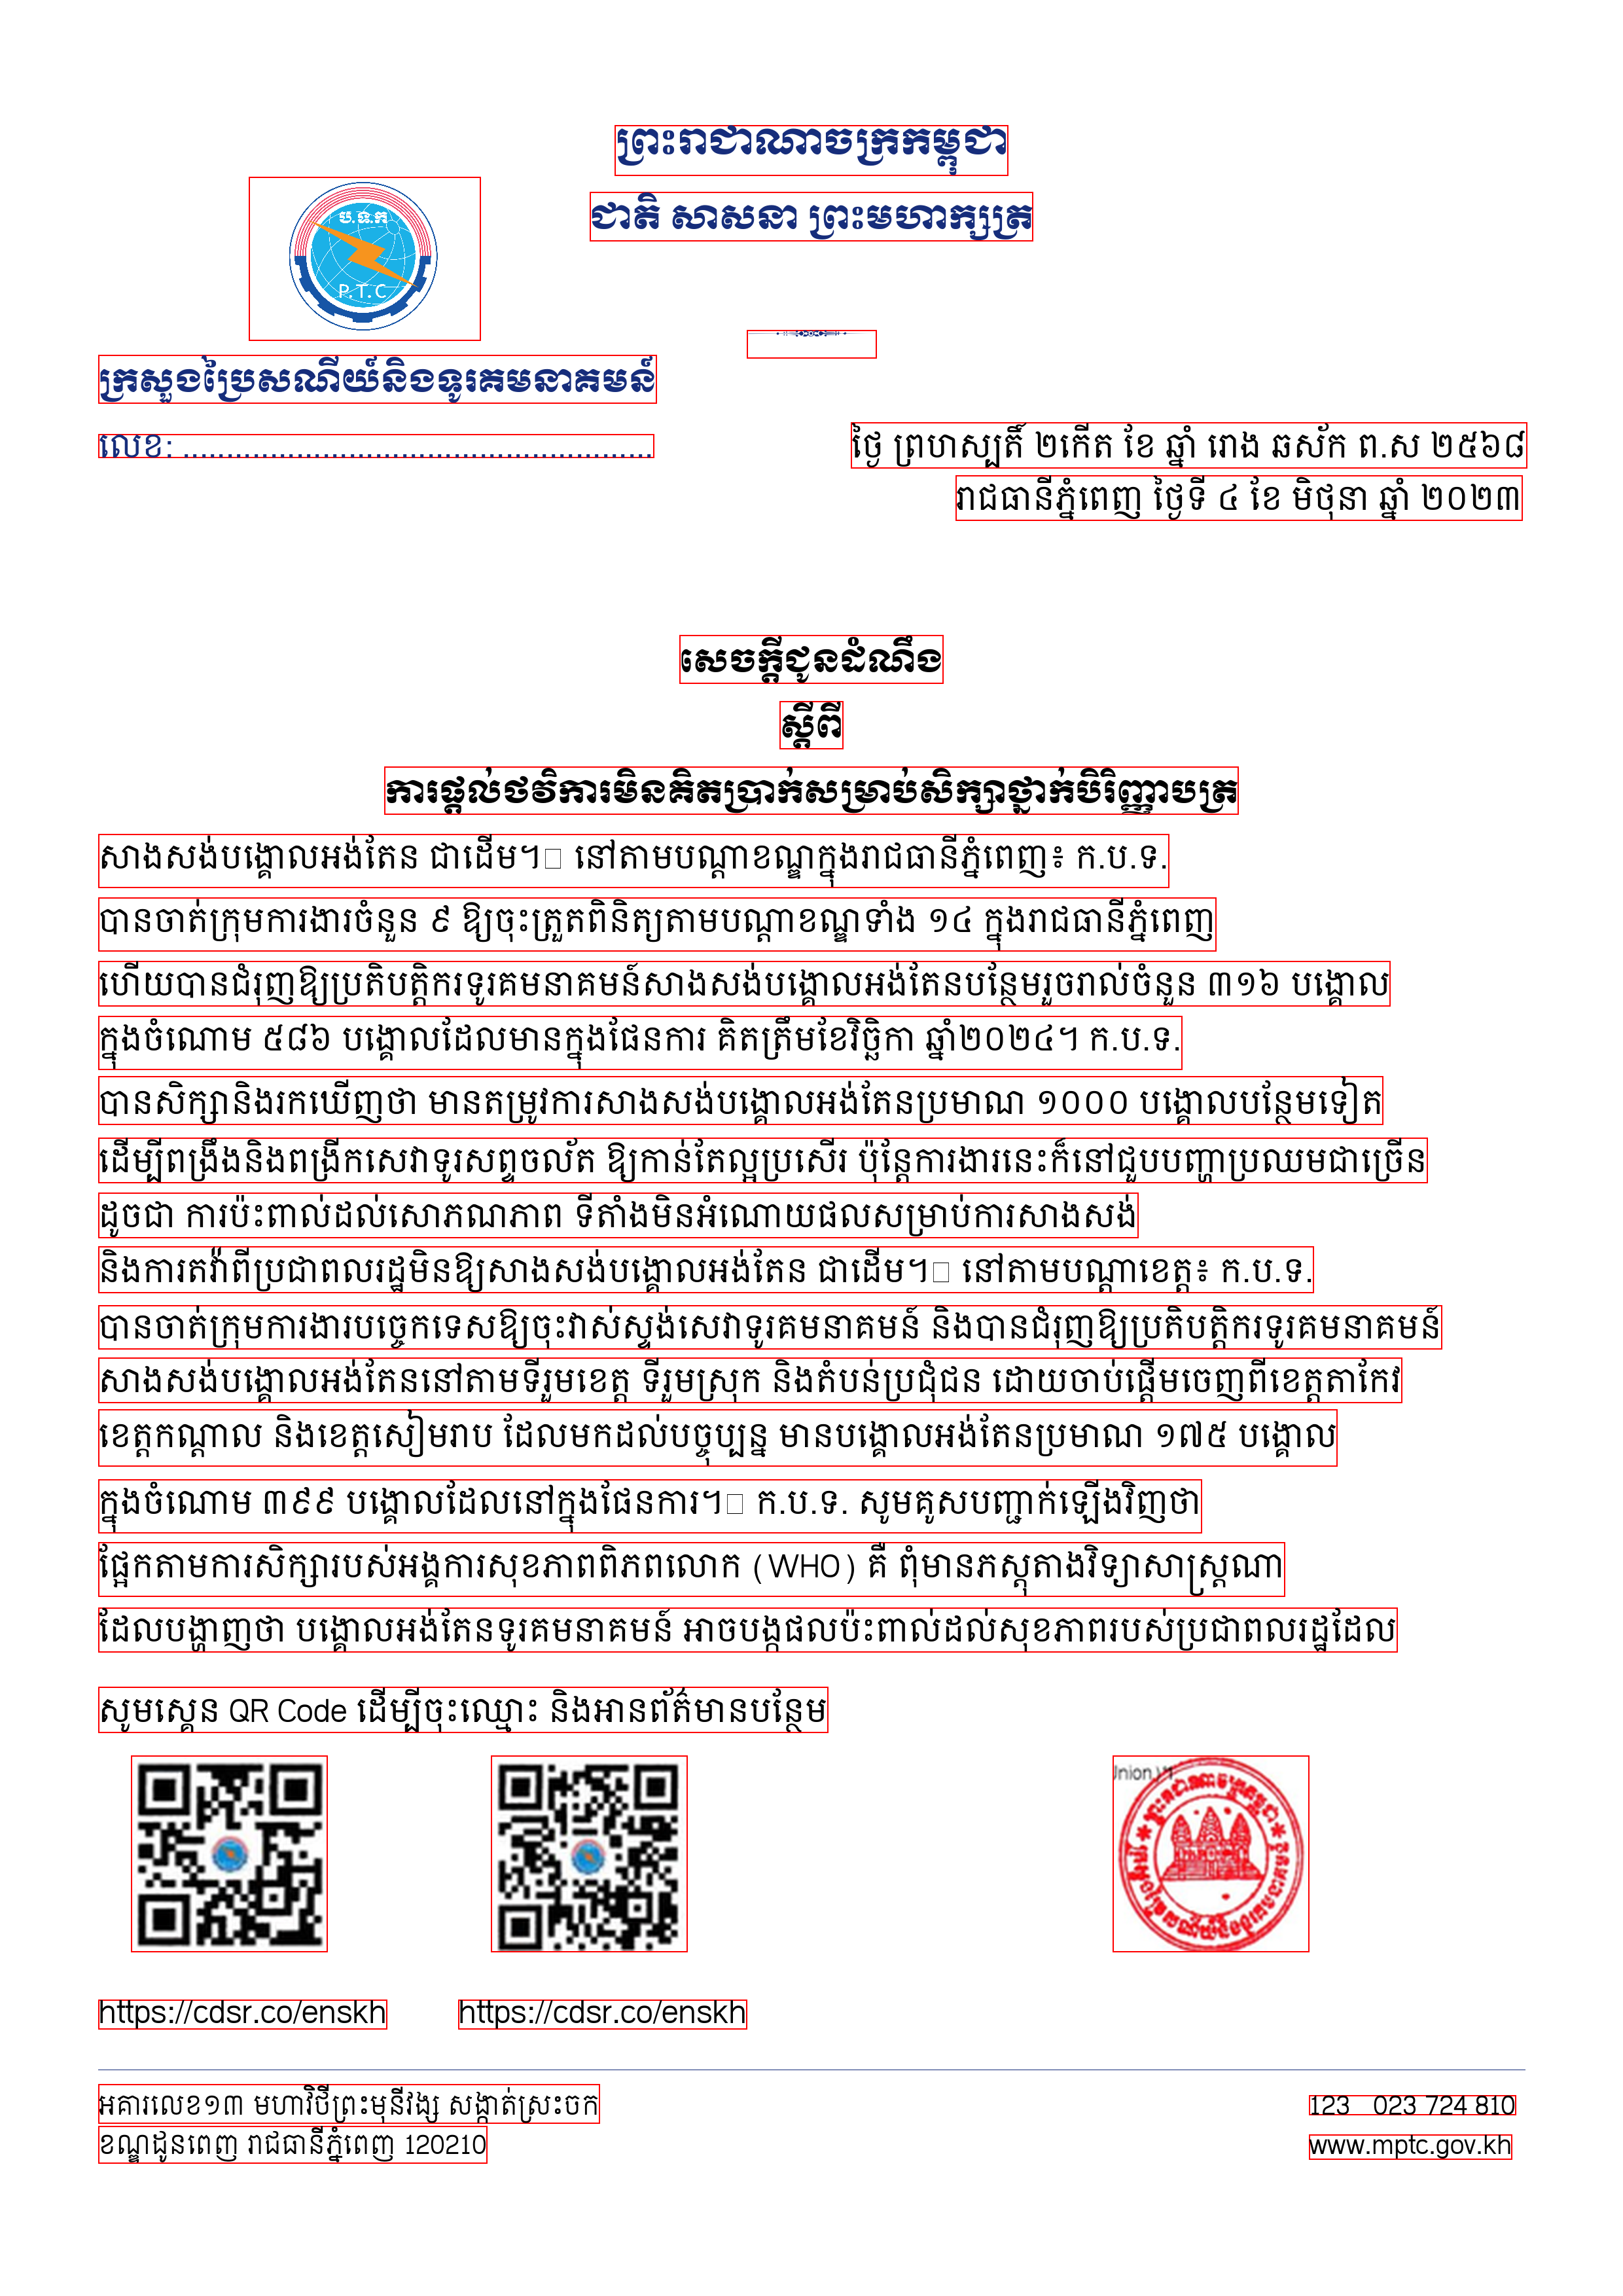 ព្រះរាជាណាចក្រកម្ពុជា
ជាតិ សាសនា ព្រះមហាក្សត្រ
ប.ទ.ក
P.T.C
ក្រសួងប្រៃសណីយ៍និងទូរគមនាគមន៍
លេខ: ......................................................
ថ្ងៃ ព្រហស្បតិ៍ ២កើត ខែ ឆ្នាំ រោង ឆស័ក ព.ស ២៥៦៨
រាជធានីភ្នំពេញ ថ្ងៃទី ៤ ខែ មិថុនា ឆ្នាំ ២០២៣
សេចក្តីជូនដំណឹង
ស្តីពី
ការផ្តល់ថវិការមិនគិតប្រាក់សម្រាប់សិក្សាថ្នាក់បរិញ្ញាបត្រ
សាងសង់បង្គោលអង់តែន ជាដើម។ នៅតាមបណ្តាខណ្ឌក្នុងរាជធានីភ្នំពេញ៖ ក.ប.ទ.
បានចាត់ក្រុមការងារចំនួន ៩ ឱ្យចុះត្រួតពិនិត្យតាមបណ្តាខណ្ឌទាំង ១៤ ក្នុងរាជធានីភ្នំពេញ
ហើយបានជំរុញឱ្យប្រតិបត្តិករទូរគមនាគមន៍សាងសង់បង្គោលអង់តែនបន្ថែមរួចរាល់ចំនួន ៣១៦ បង្គោល
ក្នុងចំណោម ៥៨៦ បង្គោលដែលមានក្នុងផែនការ គិតត្រឹមខែវិច្ឆិកា ឆ្នាំ២០២៤។ ក.ប.ទ.
បានសិក្សានិងរកឃើញថា មានតម្រូវការសាងសង់បង្គោលអង់តែនប្រមាណ ១០០០ បង្គោលបន្ថែមទៀត
ដើម្បីពង្រឹងនិងពង្រីកសេវាទូរសព្ទចល័ត ឱ្យកាន់តែល្អប្រសើរ ប៉ុន្តែការងារនេះក៏នៅជួបបញ្ហាប្រឈមជាច្រើន
ដូចជា ការប៉ះពាល់ដល់សោភណភាព ទីតាំងមិនអំណោយផលសម្រាប់ការសាងសង់
និងការតវ៉ាពីប្រជាពលរដ្ឋមិនឱ្យសាងសង់បង្គោលអង់តែន ជាដើម។ នៅតាមបណ្តាខេត្ត៖ ក.ប.ទ.
បានចាត់ក្រុមការងារបច្ចេកទេសឱ្យចុះវាស់ស្ទង់សេវាទូរគមនាគមន៍ និងបានជំរុញឱ្យប្រតិបត្តិករទូរគមនាគមន៍
សាងសង់បង្គោលអង់តែននៅតាមទីរួមខេត្ត ទីរួមស្រុក និងតំបន់ប្រជុំជន ដោយចាប់ផ្តើមចេញពីខេត្តតាកែវ
ខេត្តកណ្តាល និងខេត្តសៀមរាប ដែលមកដល់បច្ចុប្បន្ន មានបង្គោលអង់តែនប្រមាណ ១៧៥ បង្គោល
ក្នុងចំណោម ៣៩៩ បង្គោលដែលនៅក្នុងផែនការ។ ក.ប.ទ. សូមគូសបញ្ជាក់ឡើងវិញថា
ផ្អែកតាមការសិក្សារបស់អង្គការសុខភាពពិភពលោក (WHO) គឺ ពុំមានភស្តុតាងវិទ្យាសាស្ត្រណា
ដែលបង្ហាញថា បង្គោលអង់តែនទូរគមនាគមន៍ អាចបង្កផលប៉ះពាល់ដល់សុខភាពរបស់ប្រជាពលរដ្ឋដែល
សូមស្កេន QR Code ដើម្បីចុះឈ្មោះ និងអានព័ត៌មានបន្ថែម
https://cdsr.co/enskh
https://cdsr.co/enskh
អគារលេខ១៣ មហាវិថីព្រះមុនីវង្ស សង្កាត់ស្រះចក
ខណ្ឌដូនពេញ រាជធានីភ្នំពេញ 120210
123 023 724 810
www.mptc.gov.kh